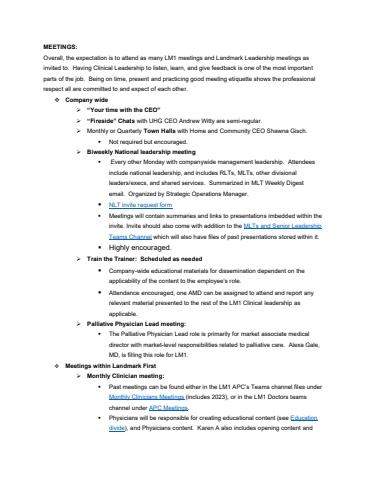 MEETINGS:
Overall, the expectation is to attend as many LM1 meetings and Landmark Leadership meetings as
invited to. Having Clinical Leadership to listen, learn, and give feedback is one of the most important
parts of the job. Being on time, present and practicing good meeting etiquette shows the professional
respect all are committed to and expect of each other.
❖ Company wide
➢ "Your time with the CEO"
➢ "Fireside" Chats with UHG CEO Andrew Witty are semi-regular.
➢ Monthly or Quarterly Town Halls with Home and Community CEO Shawna Gisch.
▪ Not required but encouraged.
➢ Biweekly National leadership meeting
▪ Every other Monday with companywide management leadership. Attendees
include national leadership, and includes RLTs, MLTs, other divisional
leaders/execs, and shared services. Summarized in MLT Weekly Digest
email. Organized by Strategic Operations Manager.
● NLT invite request form
▪ Meetings will contain summaries and links to presentations imbedded within the
invite. Invite should also come with addition to the MLTs and Senior Leadership
Teams Channel which will also have files of past presentations stored within it.
▪ Highly encouraged.
➢ Train the Trainer: Scheduled as needed
▪ Company-wide educational materials for dissemination dependent on the
applicability of the content to the employee's role.
▪ Attendance encouraged, one AMD can be assigned to attend and report any
relevant material presented to the rest of the LM1 Clinical leadership as
applicable.
➢ Palliative Physician Lead meeting:
▪ The Palliative Physician Lead role is primarily for market associate medical
director with market-level responsibilities related to palliative care. Alexa Gale,
MD, is filling this role for LM1.
❖ Meetings within Landmark First
➢ Monthly Clinician meeting:
▪ Past meetings can be found either in the LM1 APC's Teams channel files under
Monthly Clinicians Meetings (includes 2023), or in the LM1 Doctors teams
channel under APC Meetings.
▪ Physicians will be responsible for creating educational content (see Education
divide), and Physicians content. Karen A also includes opening content and